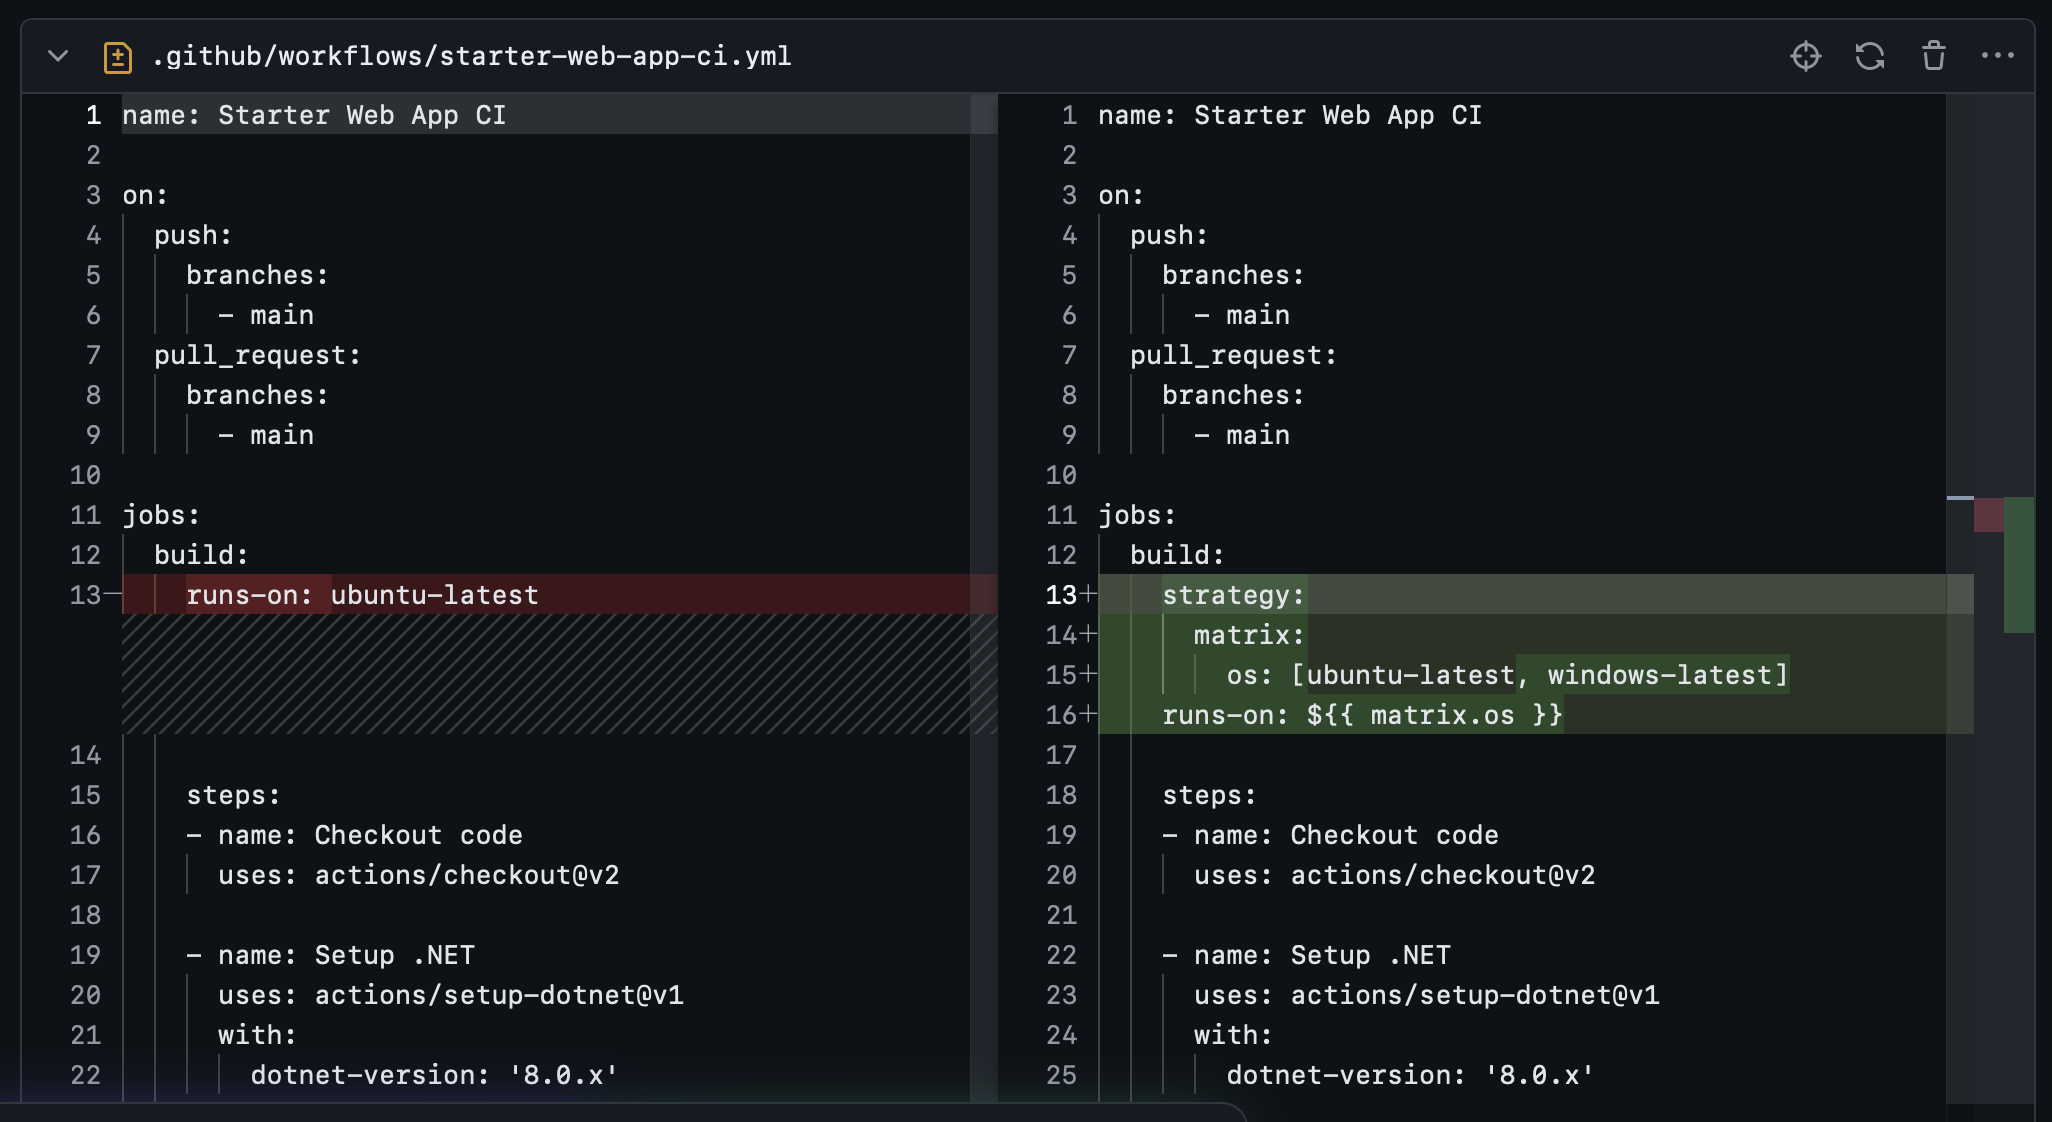 .github/workflows/starter-web-app-ci.yml
1 name: Starter Web App CI
2
3 on:
4   push:
5     branches:
6       - main
7   pull_request:
8     branches:
9       - main
10
11 jobs:
12   build:
13—    runs-on: ubuntu-latest
14
15     steps:
16     - name: Checkout code
17       uses: actions/checkout@v2
18
19     - name: Setup .NET
20       uses: actions/setup-dotnet@v1
21       with:
22         dotnet-version: '8.0.x'
1 name: Starter Web App CI
2
3 on:
4   push:
5     branches:
6       - main
7   pull_request:
8     branches:
9       - main
10
11 jobs:
12   build:
13+    strategy:
14+      matrix:
15+        os: [ubuntu-latest, windows-latest]
16+    runs-on: ${{ matrix.os }}
17
18     steps:
19     - name: Checkout code
20       uses: actions/checkout@v2
21
22     - name: Setup .NET
23       uses: actions/setup-dotnet@v1
24       with:
25         dotnet-version: '8.0.x'